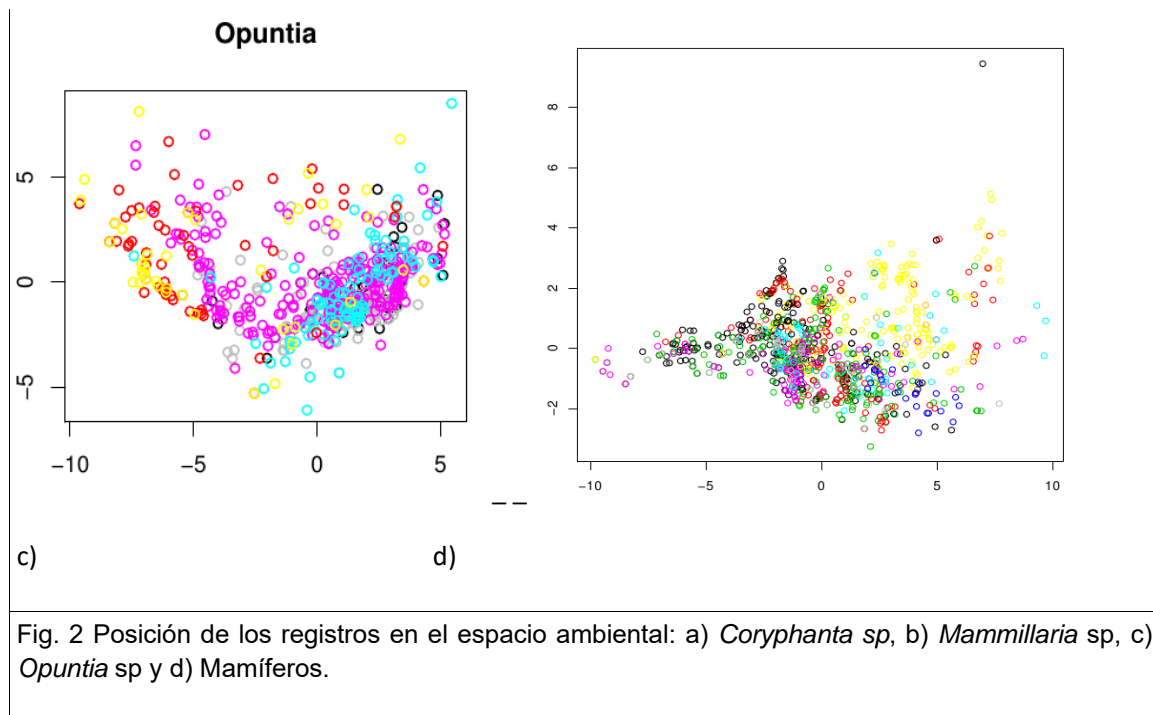 Opuntia
5
0
−5
−10 −5 0 5
8
6
4
2
0
−2
−10 −5 0 5 10
c) d)
Fig. 2 Posición de los registros en el espacio ambiental: a) Coryphanta sp, b) Mammillaria sp, c)
Opuntia sp y d) Mamíferos.